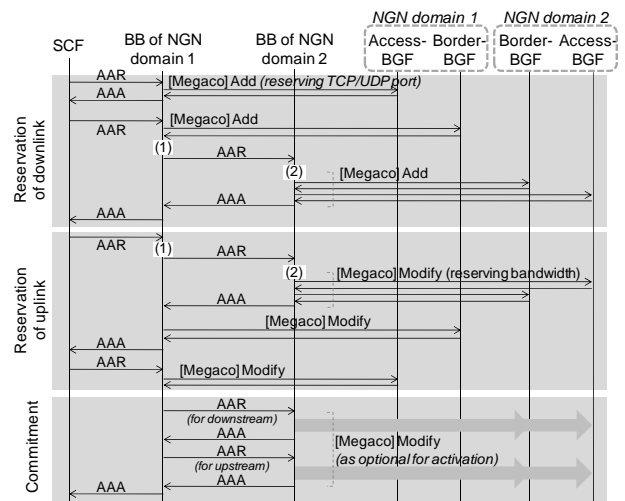 NGN domain 1 NGN domain 2
SCF BB of NGN domain 1 BB of NGN domain 2 Access-BGF Border-BGF Border-BGF Access-BGF
Reservation of downlink
AAR
[Megaco] Add (reserving TCP/UDP port)
AAA
[Megaco] Add
AAR
(1)
AAR
(2)
[Megaco] Add
AAA
AAA
Reservation of uplink
AAR
(1)
AAR
(2)
[Megaco] Modify (reserving bandwidth)
AAA
[Megaco] Modify
AAA
AAR
[Megaco] Modify
Commitment
AAR
(for downstream)
AAA
[Megaco] Modify
AAR
(as optional for activation)
(for upstream)
AAA
AAA